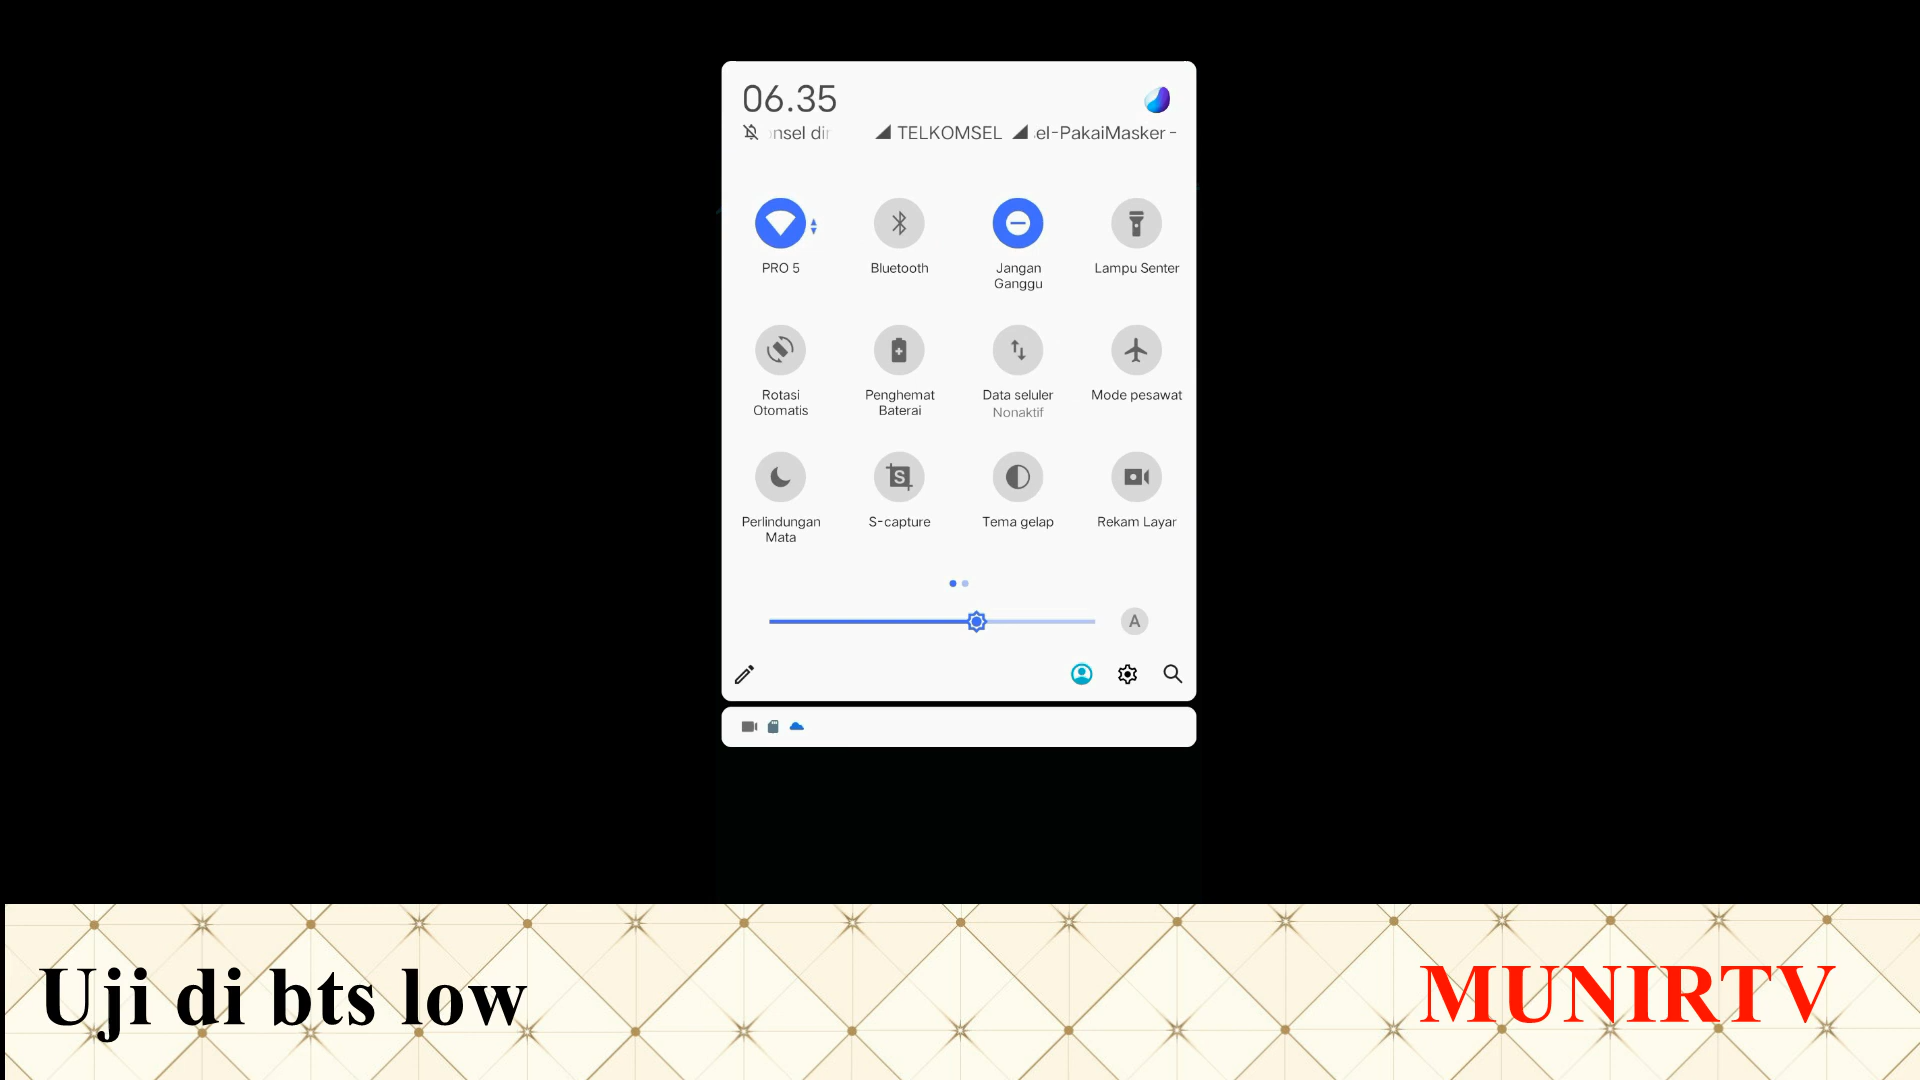 06.35
nsel dir TELKOMSEL el-PakaiMasker -
PRO 5 Bluetooth Jangan Ganggu Lampu Senter
Rotasi Otomatis Penghemat Baterai Data seluler Nonaktif Mode pesawat
Perlindungan Mata S-capture Tema gelap Rekam Layar
A
Uji di bts low MUNIRTV